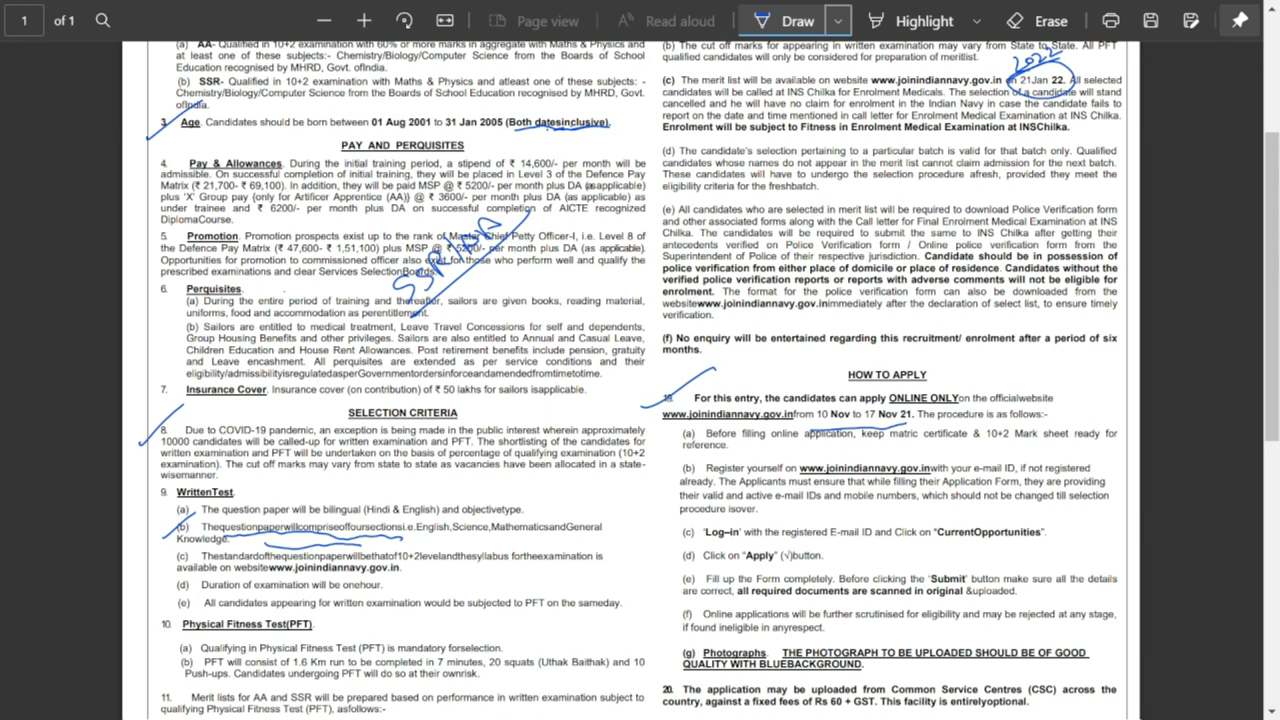 1 of 1 Page view Read aloud Draw Highlight Erase
(a) AA- Qualified in 10+2 examination with 60% or more marks in aggregate with Maths & Physics and
at least one of these subjects:- Chemistry/Biology/Computer Science from the Boards of School
Education recognised by MHRD, Govt. ofIndia.
(b) SSR- Qualified in 10+2 examination with Maths & Physics and atleast one of these subjects: -
Chemistry/Biology/Computer Science from the Boards of School Education recognised by MHRD, Govt.
ofIndia.
3. Age. Candidates should be born between 01 Aug 2001 to 31 Jan 2005 (Both datesinclusive).
PAY AND PERQUISITES
4. Pay & Allowances. During the initial training period, a stipend of ₹ 14,600/- per month will be
admissible. On successful completion of initial training, they will be placed in Level 3 of the Defence Pay
Matrix (₹ 21,700- ₹ 69,100). In addition, they will be paid MSP @ ₹ 5200/- per month plus DA (asapplicable)
plus 'X' Group pay {only for Artificer Apprentice (AA)} @ ₹ 3600/- per month plus DA (as applicable) as
under trainee and ₹ 6200/- per month plus DA on successful completion of AICTE recognized
DiplomaCourse.
5. Promotion. Promotion prospects exist up to the rank of Master Chief Petty Officer-I, i.e. Level 8 of
the Defence Pay Matrix (₹ 47,600- ₹ 1,51,100) plus MSP @ ₹ 5200/- per month plus DA (as applicable).
Opportunities for promotion to commissioned officer also exist for those who perform well and qualify the
prescribed examinations and clear Services SelectionBoards.
SSR/AA
6. Perquisites.
(a) During the entire period of training and thereafter, sailors are given books, reading material,
uniforms, food and accommodation as perentitlement.
(b) Sailors are entitled to medical treatment, Leave Travel Concessions for self and dependents,
Group Housing Benefits and other privileges. Sailors are also entitled to Annual and Casual Leave,
Children Education and House Rent Allowances. Post retirement benefits include pension, gratuity
and Leave encashment. All perquisites are extended as per service conditions and their
eligibility/admissibilityisregulatedasperGovernmentordersinforceandamendedfromtimetotime.
7. Insurance Cover. Insurance cover (on contribution) of ₹ 50 lakhs for sailors isapplicable.
SELECTION CRITERIA
8. Due to COVID-19 pandemic, an exception is being made in the public interest wherein approximately
10000 candidates will be called-up for written examination and PFT. The shortlisting of the candidates for
written examination and PFT will be undertaken on the basis of percentage of qualifying examination (10+2
examination). The cut off marks may vary from state to state as vacancies have been allocated in a state-
wisemanner.
9. WrittenTest.
(a) The question paper will be bilingual (Hindi & English) and objectivetype.
(b) Thequestionpaperwillcompriseoffoursectionsi.e.English,Science,MathematicsandGeneral
Knowledge.
(c) Thestandardofthequestionpaperwillbethatof10+2levelandthesyllabus fortheexamination is
available on websitewww.joinindiannavy.gov.in.
(d) Duration of examination will be onehour.
(e) All candidates appearing for written examination would be subjected to PFT on the sameday.
10. Physical Fitness Test(PFT).
(a) Qualifying in Physical Fitness Test (PFT) is mandatory forselection.
(b) PFT will consist of 1.6 Km run to be completed in 7 minutes, 20 squats (Uthak Baithak) and 10
Push-ups. Candidates undergoing PFT will do so at their ownrisk.
11. Merit lists for AA and SSR will be prepared based on performance in written examination subject to
qualifying Physical Fitness Test (PFT), asfollows:-
(b) The cut off marks for appearing in written examination may vary from State to State. All PFT
qualified candidates will only be considered for preparation of meritlist.
2022
(c) The merit list will be available on website www.joinindiannavy.gov.in on 21Jan 22. All selected
candidates will be called at INS Chilka for Enrolment Medicals. The selection of a candidate will stand
cancelled and he will have no claim for enrolment in the Indian Navy in case the candidate fails to
report on the date and time mentioned in call letter for Enrolment Medical Examination at INS Chilka.
Enrolment will be subject to Fitness in Enrolment Medical Examination at INSChilka.
(d) The candidate's selection pertaining to a particular batch is valid for that batch only. Qualified
candidates whose names do not appear in the merit list cannot claim admission for the next batch.
These candidates will have to undergo the selection procedure afresh, provided they meet the
eligibility criteria for the freshbatch.
(e) All candidates who are selected in merit list will be required to download Police Verification form
and other associated forms along with the Call letter for Final Enrolment Medical Examination at INS
Chilka. The candidates will be required to submit the same to INS Chilka after getting their
antecedents verified on Police Verification form / Online police verification form from the
Superintendent of Police of their respective jurisdiction. Candidate should be in possession of
police verification from either place of domicile or place of residence. Candidates without the
verified police verification reports or reports with adverse comments will not be eligible for
enrolment. The format for the police verification form can also be downloaded from the
websitewww.joinindiannavy.gov.inimmediately after the declaration of select list, to ensure timely
verification.
(f) No enquiry will be entertained regarding this recruitment/ enrolment after a period of six
months.
HOW TO APPLY
For this entry, the candidates can apply ONLINE ONLYon the officialwebsite
www.joinindiannavy.gov.infrom 10 Nov to 17 Nov 21. The procedure is as follows:-
(a) Before filling online application, keep matric certificate & 10+2 Mark sheet ready for
reference.
(b) Register yourself on www.joinindiannavy.gov.inwith your e-mail ID, if not registered
already. The Applicants must ensure that while filling their Application Form, they are providing
their valid and active e-mail IDs and mobile numbers, which should not be changed till selection
procedure isover.
(c) 'Log–in' with the registered E-mail ID and Click on "CurrentOpportunities".
(d) Click on "Apply" (√)button.
(e) Fill up the Form completely. Before clicking the 'Submit' button make sure all the details
are correct, all required documents are scanned in original &uploaded.
(f) Online applications will be further scrutinised for eligibility and may be rejected at any stage,
if found ineligible in anyrespect.
(g) Photographs. THE PHOTOGRAPH TO BE UPLOADED SHOULD BE OF GOOD
QUALITY WITH BLUEBACKGROUND.
20. The application may be uploaded from Common Service Centres (CSC) across the
country, against a fixed fees of Rs 60 + GST. This facility is entirelyoptional.